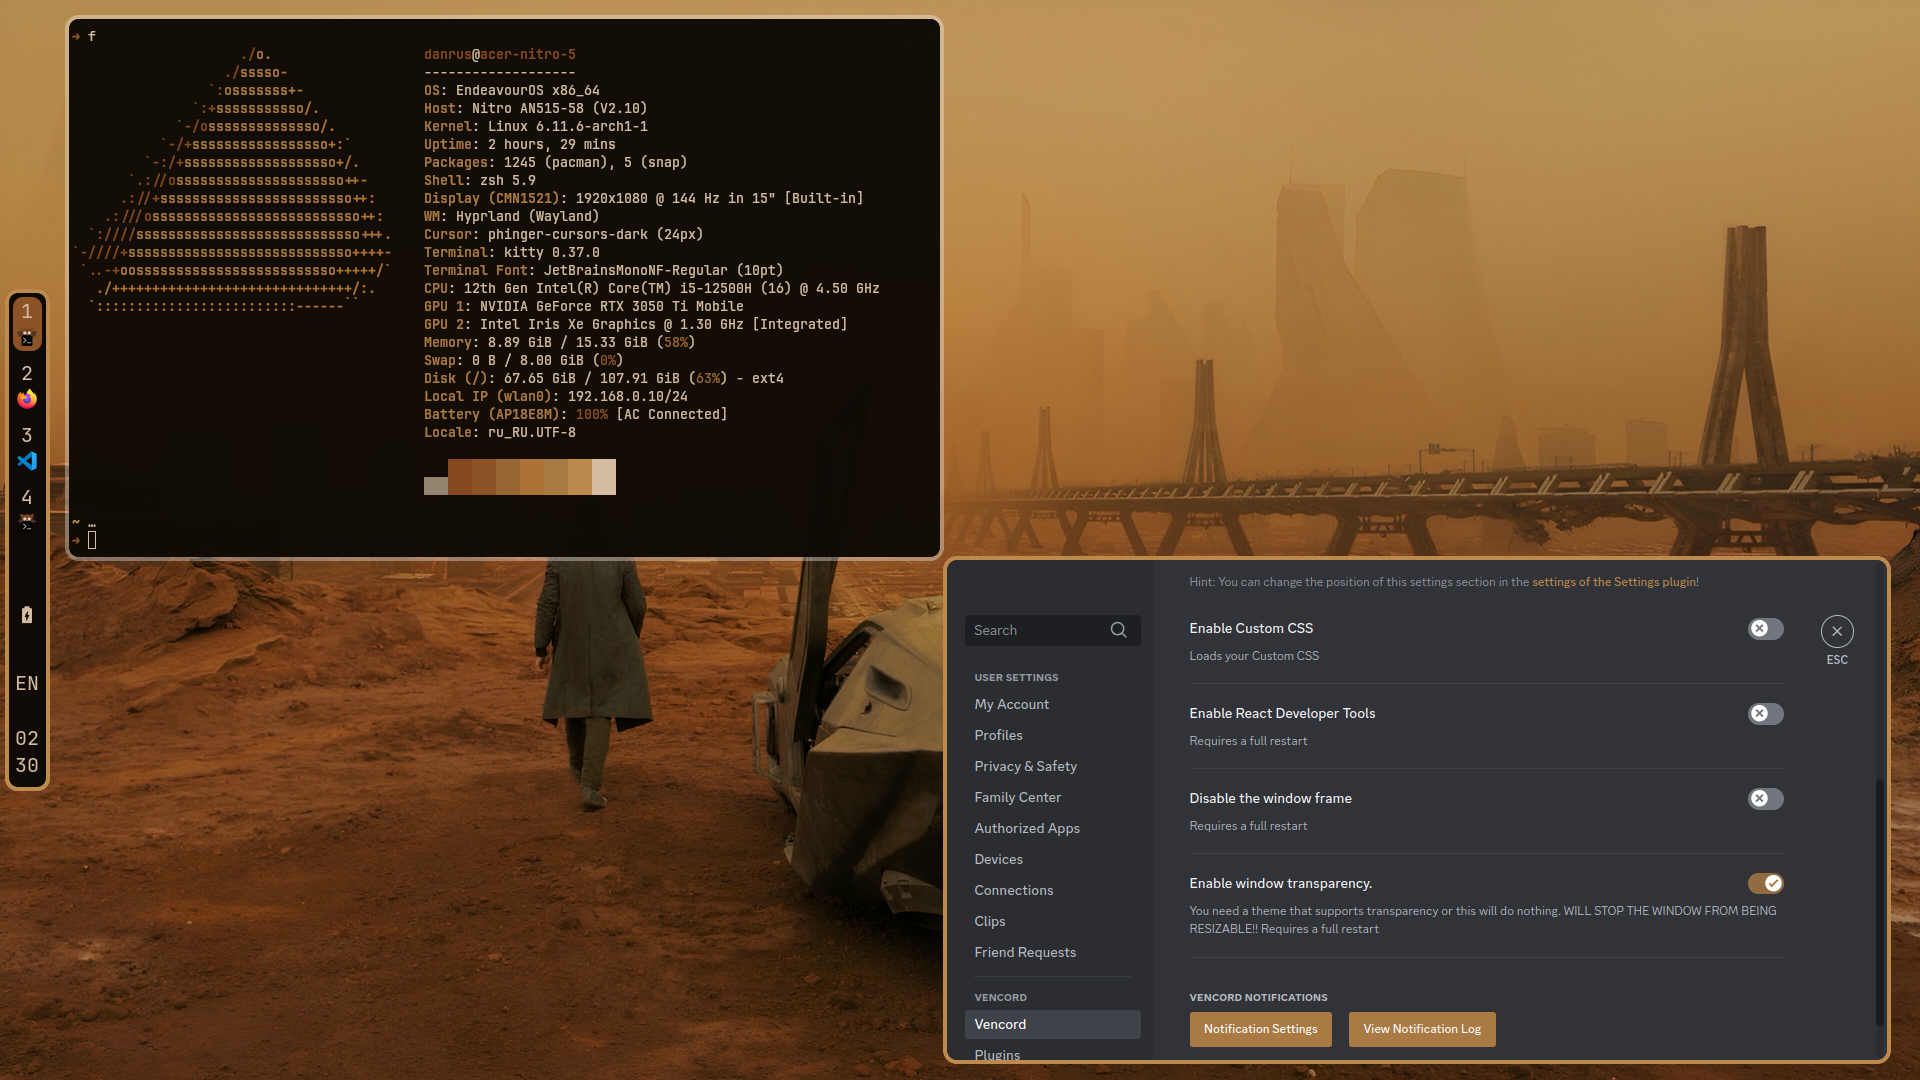 ➜ f
./o.
./sssso-
`:osssssss+-
`:+sssssssssso/.
`-/ossssssssssssso/.
`-/+sssssssssssssssso+:`
`-:/+sssssssssssssssssso+/.
`.://osssssssssssssssssssso++-
.://+ssssssssssssssssssssssso++:
.:///ossssssssssssssssssssssssso++:
`:////ssssssssssssssssssssssssssso+++.
`-////+ssssssssssssssssssssssssssso++++-
`..-+oosssssssssssssssssssssssso+++++/`
./++++++++++++++++++++++++++++++/:.
`:::::::::::::::::::::::::------``
danrus@acer-nitro-5
-------------------
OS: EndeavourOS x86_64
Host: Nitro AN515-58 (V2.10)
Kernel: Linux 6.11.6-arch1-1
Uptime: 2 hours, 29 mins
Packages: 1245 (pacman), 5 (snap)
Shell: zsh 5.9
Display (CMN1521): 1920x1080 @ 144 Hz in 15" [Built-in]
WM: Hyprland (Wayland)
Cursor: phinger-cursors-dark (24px)
Terminal: kitty 0.37.0
Terminal Font: JetBrainsMonoNF-Regular (10pt)
CPU: 12th Gen Intel(R) Core(TM) i5-12500H (16) @ 4.50 GHz
GPU 1: NVIDIA GeForce RTX 3050 Ti Mobile
GPU 2: Intel Iris Xe Graphics @ 1.30 GHz [Integrated]
Memory: 8.89 GiB / 15.33 GiB (58%)
Swap: 0 B / 8.00 GiB (0%)
Disk (/): 67.65 GiB / 107.91 GiB (63%) - ext4
Local IP (wlan0): 192.168.0.10/24
Battery (AP18E8M): 100% [AC Connected]
Locale: ru_RU.UTF-8
~ …
➜
1
2
3
4
EN
02
30
Search
USER SETTINGS
My Account
Profiles
Privacy & Safety
Family Center
Authorized Apps
Devices
Connections
Clips
Friend Requests
VENCORD
Vencord
Plugins
Hint: You can change the position of this settings section in the settings of the Settings plugin!
Enable Custom CSS
Loads your Custom CSS
Enable React Developer Tools
Requires a full restart
Disable the window frame
Requires a full restart
Enable window transparency.
You need a theme that supports transparency or this will do nothing. WILL STOP THE WINDOW FROM BEING
RESIZABLE!! Requires a full restart
VENCORD NOTIFICATIONS
Notification Settings
View Notification Log
ESC